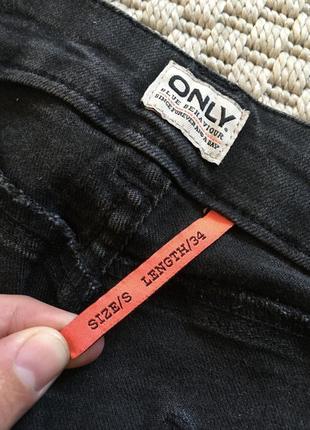 ONLY
BLUE BEHAVIOUR
SINCE FOREVER AND A DAY
SIZE/S LENGTH/34